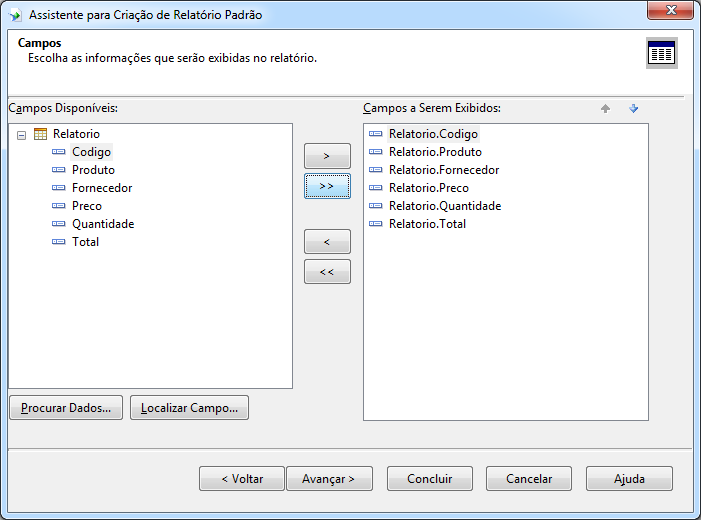 Assistente para Criação de Relatório Padrão
Campos
Escolha as informações que serão exibidas no relatório.
Campos Disponíveis:
Relatorio
Codigo
Produto
Fornecedor
Preco
Quantidade
Total
>
>>
<
<<
Campos a Serem Exibidos:
Relatorio.Codigo
Relatorio.Produto
Relatorio.Fornecedor
Relatorio.Preco
Relatorio.Quantidade
Relatorio.Total
Procurar Dados...
Localizar Campo...
< Voltar
Avançar >
Concluir
Cancelar
Ajuda